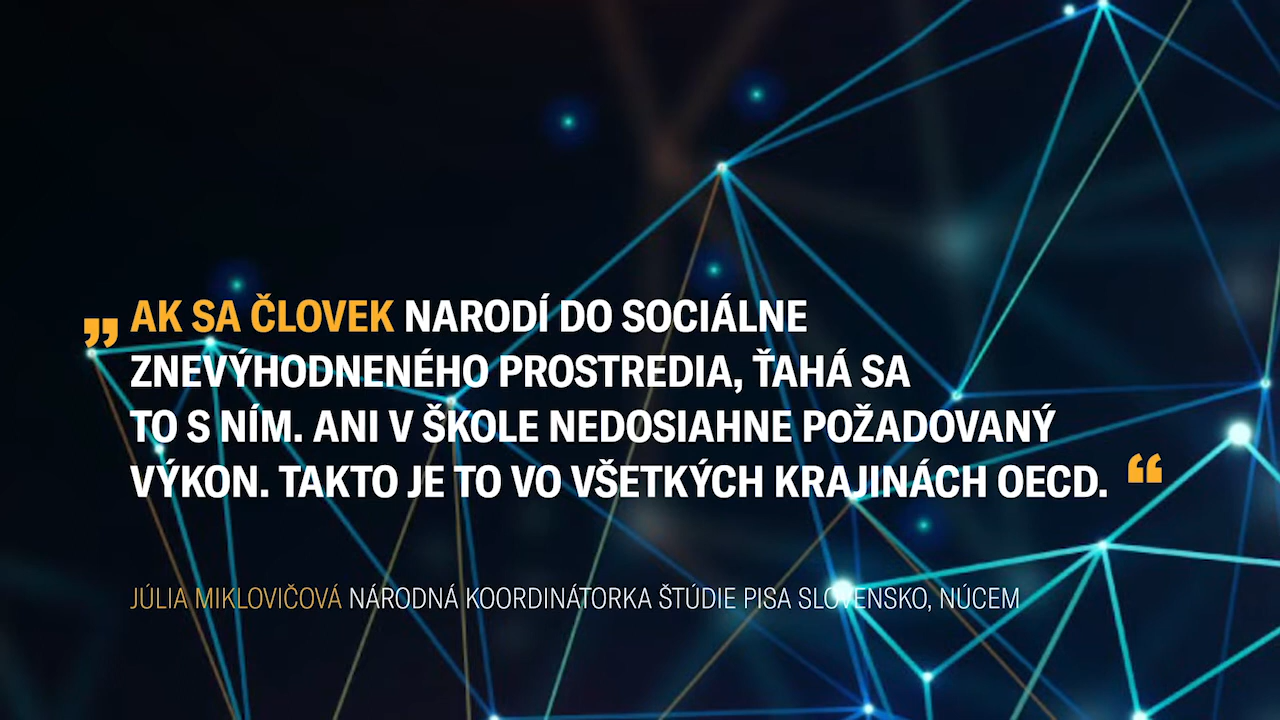 „AK SA ČLOVEK NARODÍ DO SOCIÁLNE
ZNEVÝHODNENÉHO PROSTREDIA, ŤAHÁ SA
TO S NÍM. ANI V ŠKOLE NEDOSIAHNE POŽADOVANÝ
VÝKON. TAKTO JE TO VO VŠETKÝCH KRAJINÁCH OECD.“
JÚLIA MIKLOVIČOVÁ NÁRODNÁ KOORDINÁTORKA ŠTÚDIE PISA SLOVENSKO, NÚCEM